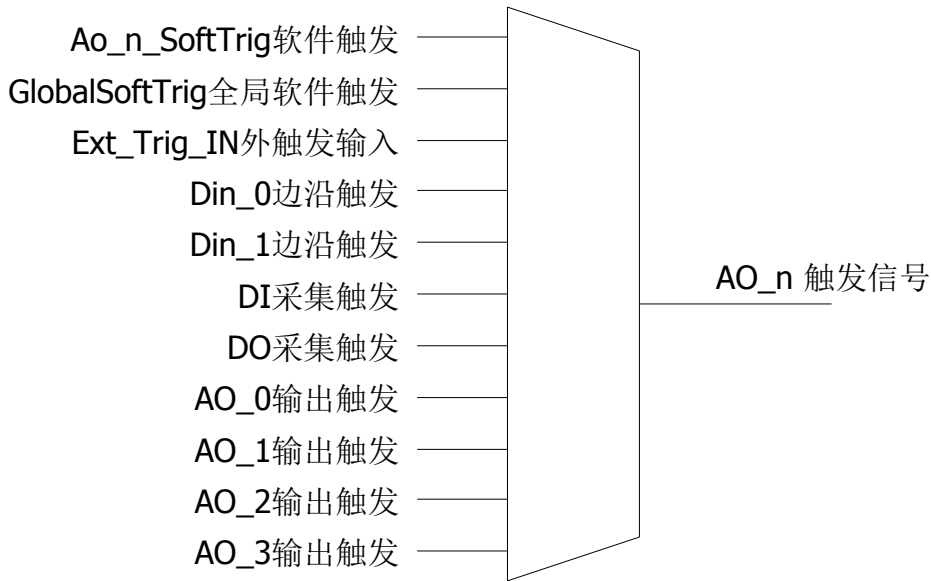 Ao_n_SoftTrig软件触发
GlobalSoftTrig全局软件触发
Ext_Trig_IN外触发输入
Din_0边沿触发
Din_1边沿触发
DI采集触发
DO采集触发
AO_0输出触发
AO_1输出触发
AO_2输出触发
AO_3输出触发
AO_n 触发信号